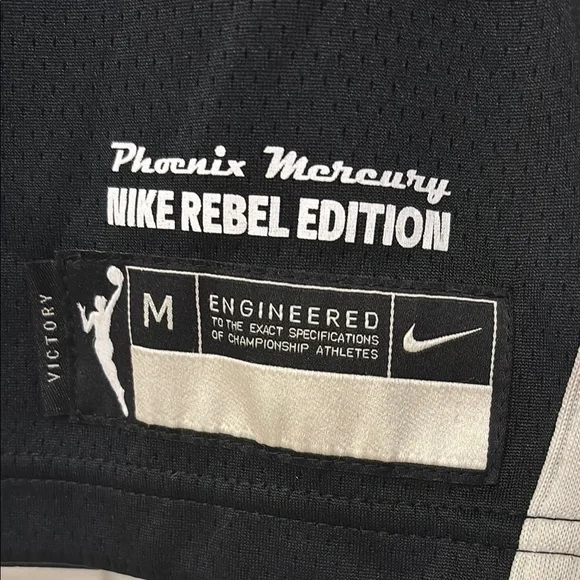 Phoenix Mercury
NIKE REBEL EDITION
VICTORY
M
ENGINEERED
TO THE EXACT SPECIFICATIONS
OF CHAMPIONSHIP ATHLETES